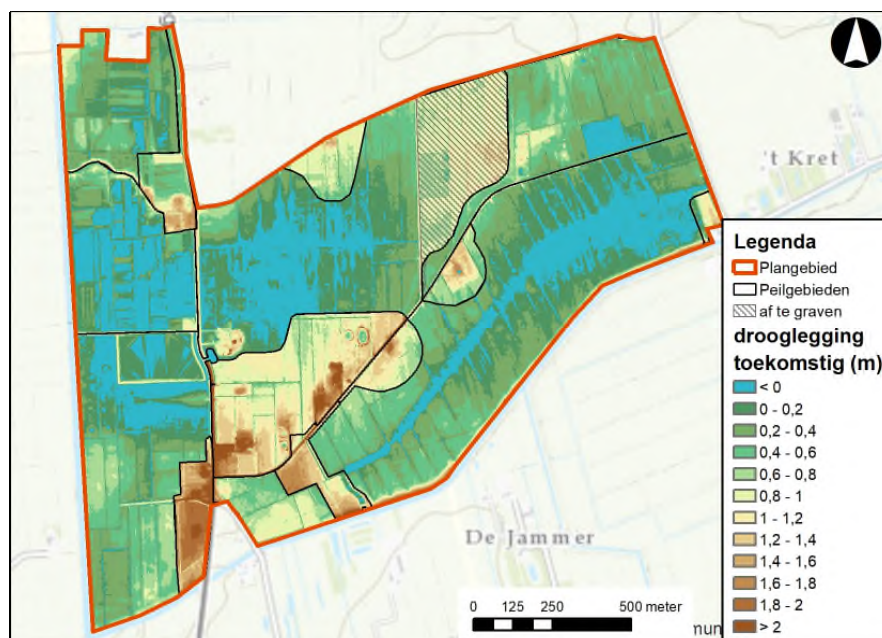 't Kret
Legenda
Plangebied
Peilgebieden
af te graven
drooglegging
toekomstig (m)
< 0
0 - 0,2
0,2 - 0,4
0,4 - 0,6
0,6 - 0,8
0,8 - 1
1 - 1,2
1,2 - 1,4
1,4 - 1,6
1,6 - 1,8
1,8 - 2
> 2
De Jammer
0 125 250 500 meter
mun